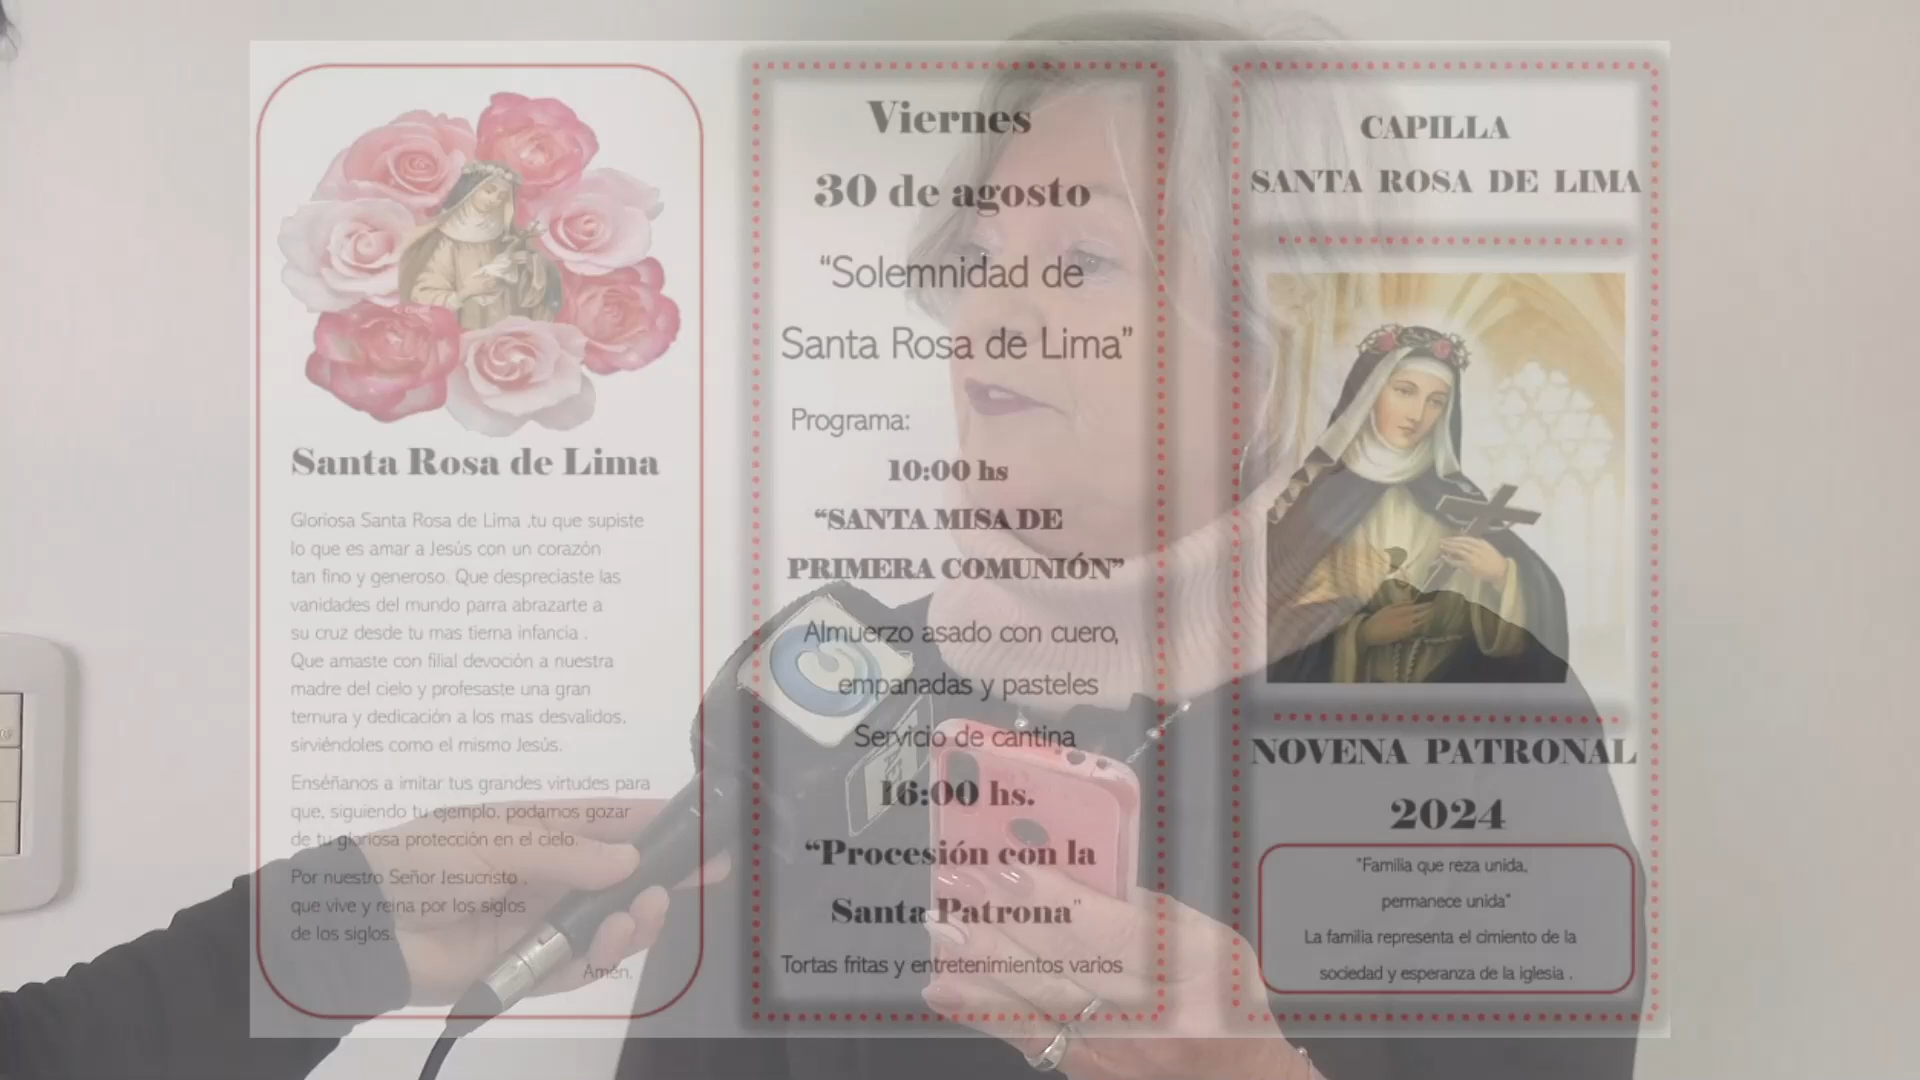 Santa Rosa de Lima
Gloriosa Santa Rosa de Lima ,tu que supiste
lo que es amar a Jesús con un corazón
tan fino y generoso. Que despreciaste las
vanidades del mundo parra abrazarte a
su cruz desde tu mas tierna infancia .
Que amaste con filial devoción a nuestra
madre del cielo y profesaste una gran
ternura y dedicación a los mas desvalidos,
sirviéndoles como el mismo Jesús.
Enséñanos a imitar tus grandes virtudes para
que, siguiendo tu ejemplo, podamos gozar
de tu gloriosa protección en el cielo.
Por nuestro Señor Jesucristo ,
que vive y reina por los siglos
de los siglos.
Amén.
Viernes
30 de agosto
“Solemnidad de
Santa Rosa de Lima”
Programa:
10:00 hs
“SANTA MISA DE
PRIMERA COMUNIÓN”
Almuerzo asado con cuero,
empanadas y pasteles
Servicio de cantina
16:00 hs.
“Procesión con la
Santa Patrona"
Tortas fritas y entretenimientos varios
CAPILLA
SANTA ROSA DE LIMA
NOVENA PATRONAL
2024
"Familia que reza unida,
permanece unida"
La familia representa el cimiento de la
sociedad y esperanza de la iglesia .